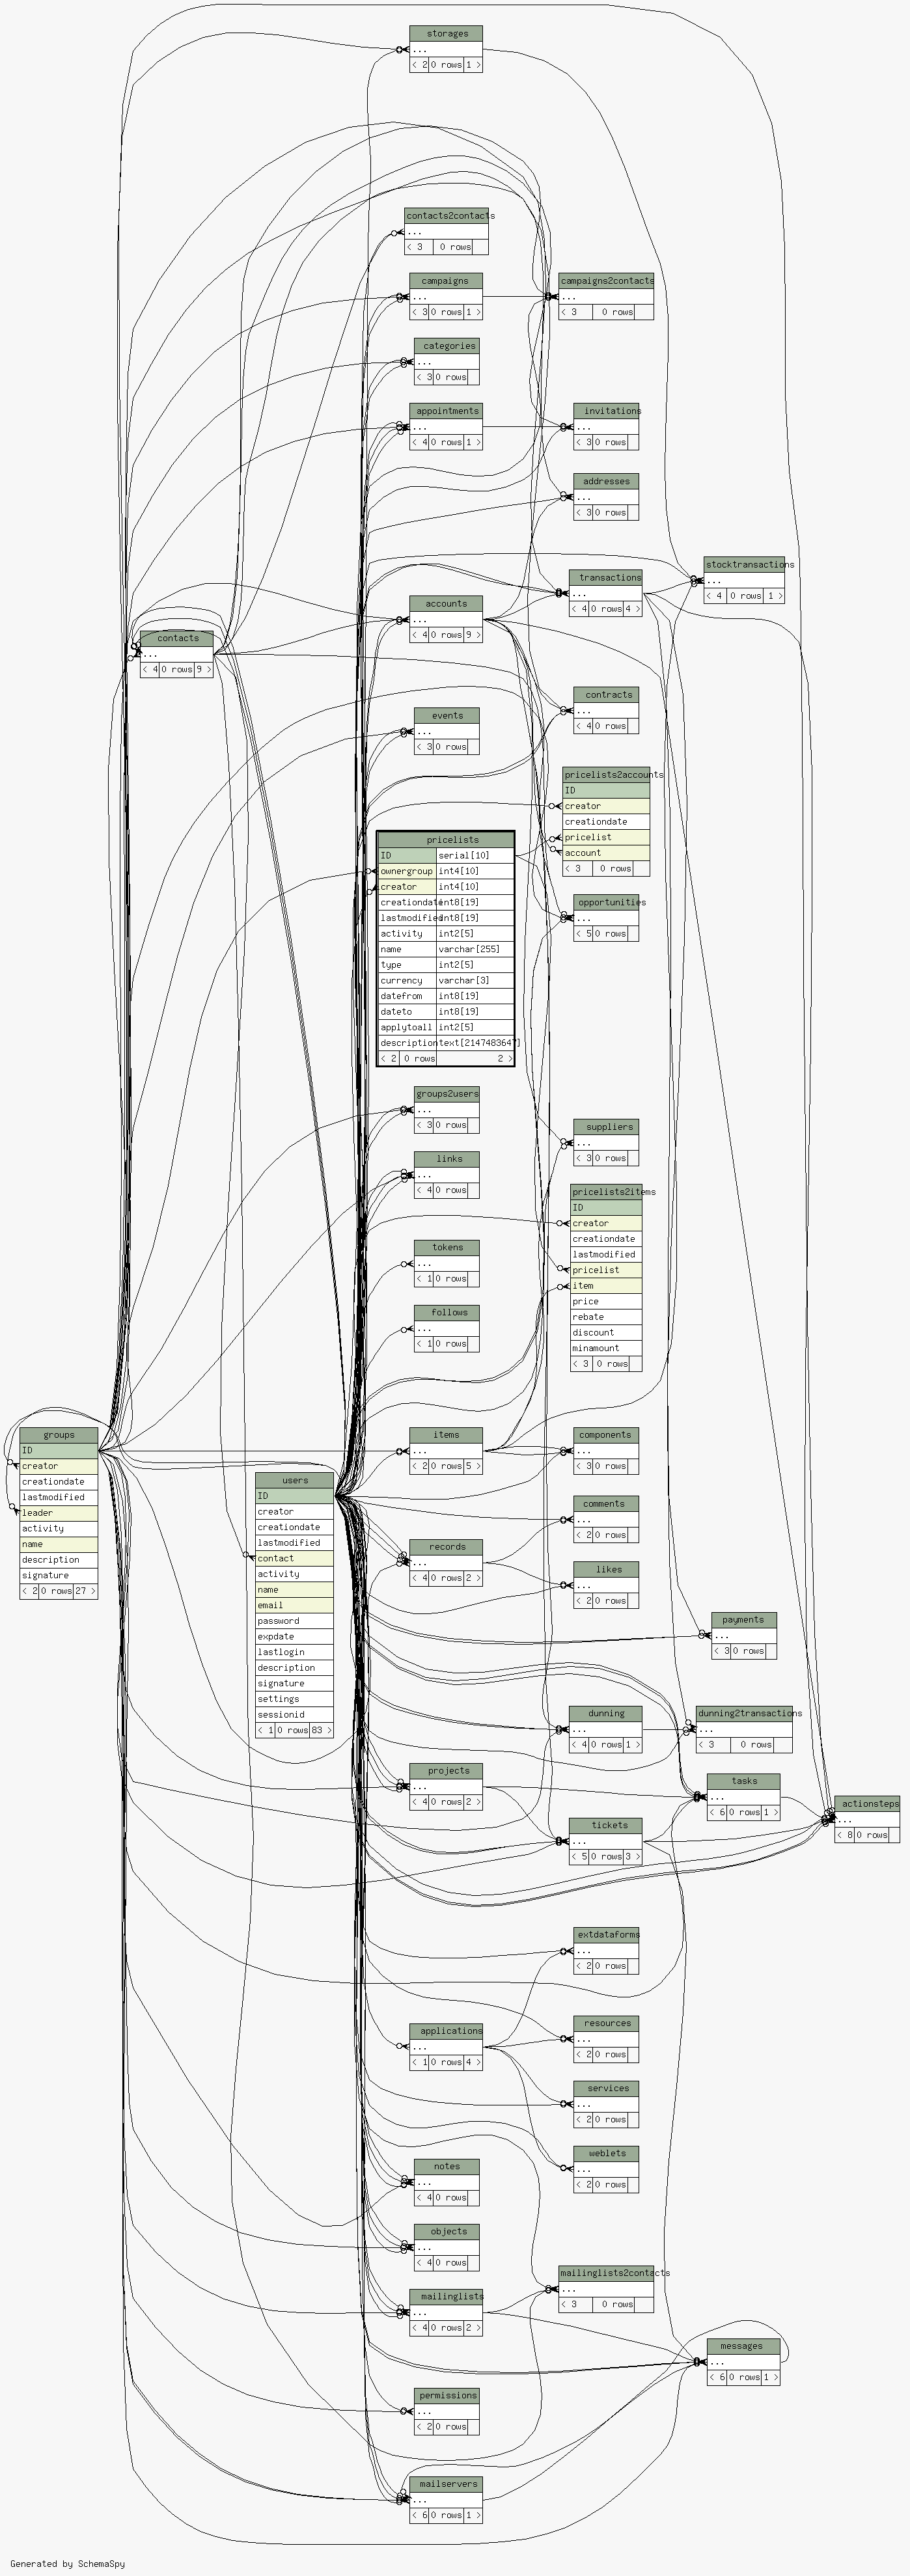 storages
...
< 2 0 rows 1 >
contacts2contacts
...
< 3 0 rows
campaigns
...
< 3 0 rows 1 >
campaigns2contacts
...
< 3 0 rows
categories
...
< 3 0 rows
appointments
...
< 4 0 rows 1 >
invitations
...
< 3 0 rows
addresses
...
< 3 0 rows
stocktransactions
...
< 4 0 rows 1 >
transactions
...
< 4 0 rows 4 >
accounts
...
< 4 0 rows 9 >
contacts
...
< 4 0 rows 9 >
contracts
...
< 4 0 rows
events
...
< 3 0 rows
pricelists2accounts
ID
creator
creationdate
pricelist
account
< 3 0 rows
pricelists
ID serial[10]
ownergroup int4[10]
creator int4[10]
creationdate int8[19]
lastmodified int8[19]
activity int2[5]
name varchar[255]
type int2[5]
currency varchar[3]
datefrom int8[19]
dateto int8[19]
applytoall int2[5]
description text[2147483647]
< 2 0 rows 2 >
opportunities
...
< 5 0 rows
groups2users
...
< 3 0 rows
suppliers
...
< 3 0 rows
links
...
< 4 0 rows
pricelists2items
ID
creator
creationdate
lastmodified
pricelist
item
price
rebate
discount
minamount
< 3 0 rows
tokens
...
< 1 0 rows
follows
...
< 1 0 rows
groups
ID
creator
creationdate
lastmodified
leader
activity
name
description
signature
< 2 0 rows 27 >
items
...
< 2 0 rows 5 >
components
...
< 3 0 rows
users
ID
creator
creationdate
lastmodified
contact
activity
name
email
password
expdate
lastlogin
description
signature
settings
sessionid
< 1 0 rows 83 >
comments
...
< 2 0 rows
records
...
< 4 0 rows 2 >
likes
...
< 2 0 rows
payments
...
< 3 0 rows
dunning
...
< 4 0 rows 1 >
dunning2transactions
...
< 3 0 rows
projects
...
< 4 0 rows 2 >
tasks
...
< 6 0 rows 1 >
actionsteps
...
< 8 0 rows
tickets
...
< 5 0 rows 3 >
extdataforms
...
< 2 0 rows
applications
...
< 1 0 rows 4 >
resources
...
< 2 0 rows
services
...
< 2 0 rows
weblets
...
< 2 0 rows
notes
...
< 4 0 rows
objects
...
< 4 0 rows
mailinglists2contacts
...
< 3 0 rows
mailinglists
...
< 4 0 rows 2 >
messages
...
< 6 0 rows 1 >
permissions
...
< 2 0 rows
mailservers
...
< 6 0 rows 1 >
Generated by SchemaSpy